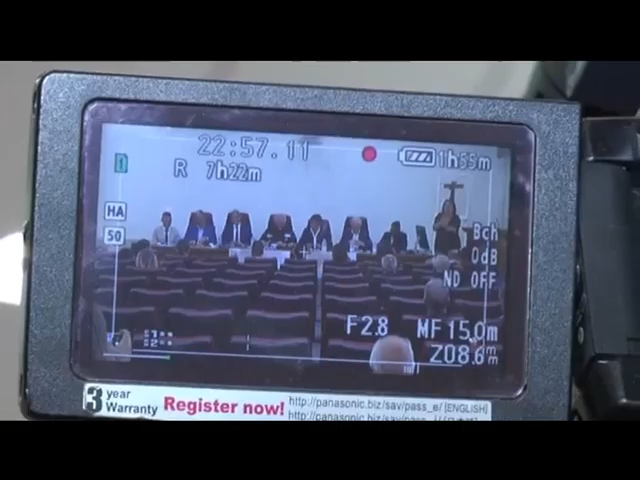 22:57.11
R 7h22m
1h55m
HA
50
Bch
0dB
ND OFF
F2.8 MF15.0m
Z08.6mm
3 year Warranty Register now! http://panasonic.biz/sav/pass_e/ [ENGLISH]